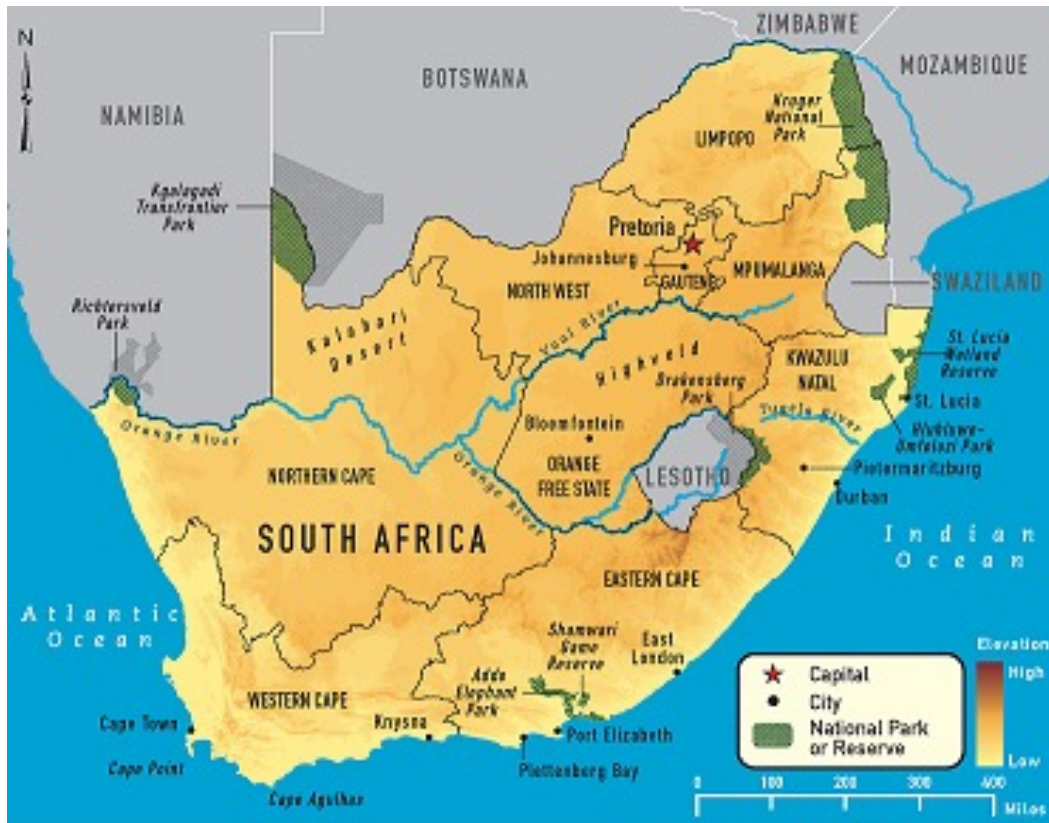 N
ZIMBABWE
MOZAMBIQUE
BOTSWANA
NAMIBIA
Kruger
National
Park
LIMPOPO
Kgalagadi
Transfrontier
Park
Pretoria
Johannesburg
MPUMALANGA
GAUTENG
NORTH WEST
SWAZILAND
Richtersveld
Park
Kalahari
Desert
Vaal River
Highveld
KWAZULU
NATAL
St. Lucia
Wetland
Reserve
Drakensberg
Park
St. Lucia
Orange River
Bloomfontein
Tugela River
Hluhluwe-
Umfolozi Park
NORTHERN CAPE
Orange River
ORANGE
FREE STATE
LESOTHO
Pietermaritzburg
Durban
SOUTH AFRICA
Indian
Ocean
EASTERN CAPE
Atlantic
Ocean
Shamwari
Game
Reserve
East
London
Addo
Elephant
Park
WESTERN CAPE
Cape Town
Knysna
Port Elizabeth
Cape Point
Plettenberg Bay
Cape Agulhas
Elevation
High
Low
Capital
City
National Park
or Reserve
0 100 200 300 400
Miles